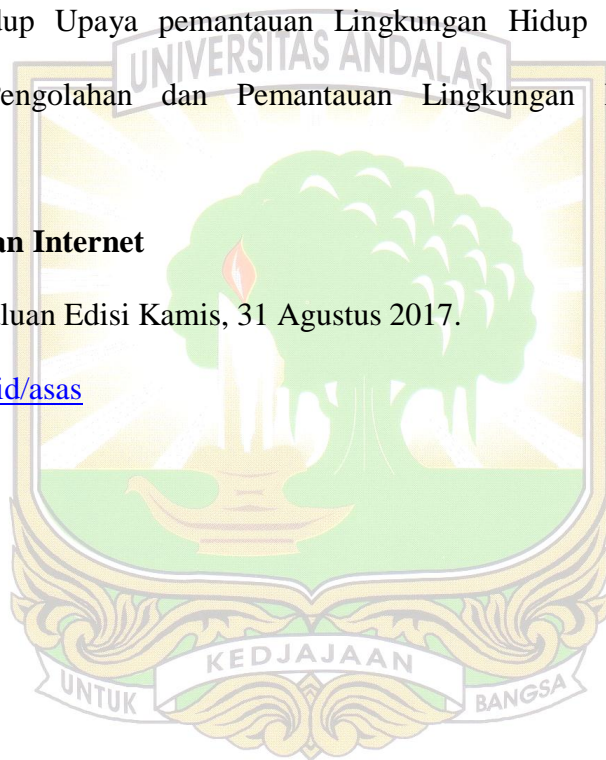 dup Upaya pemantauan Lingkungan Hidup
UNIVERSITAS ANDALAS
engolahan dan Pemantauan Lingkungan
an Internet
luan Edisi Kamis, 31 Agustus 2017.
id/asas
KEDJAJAAN
UNTUK BANGSA